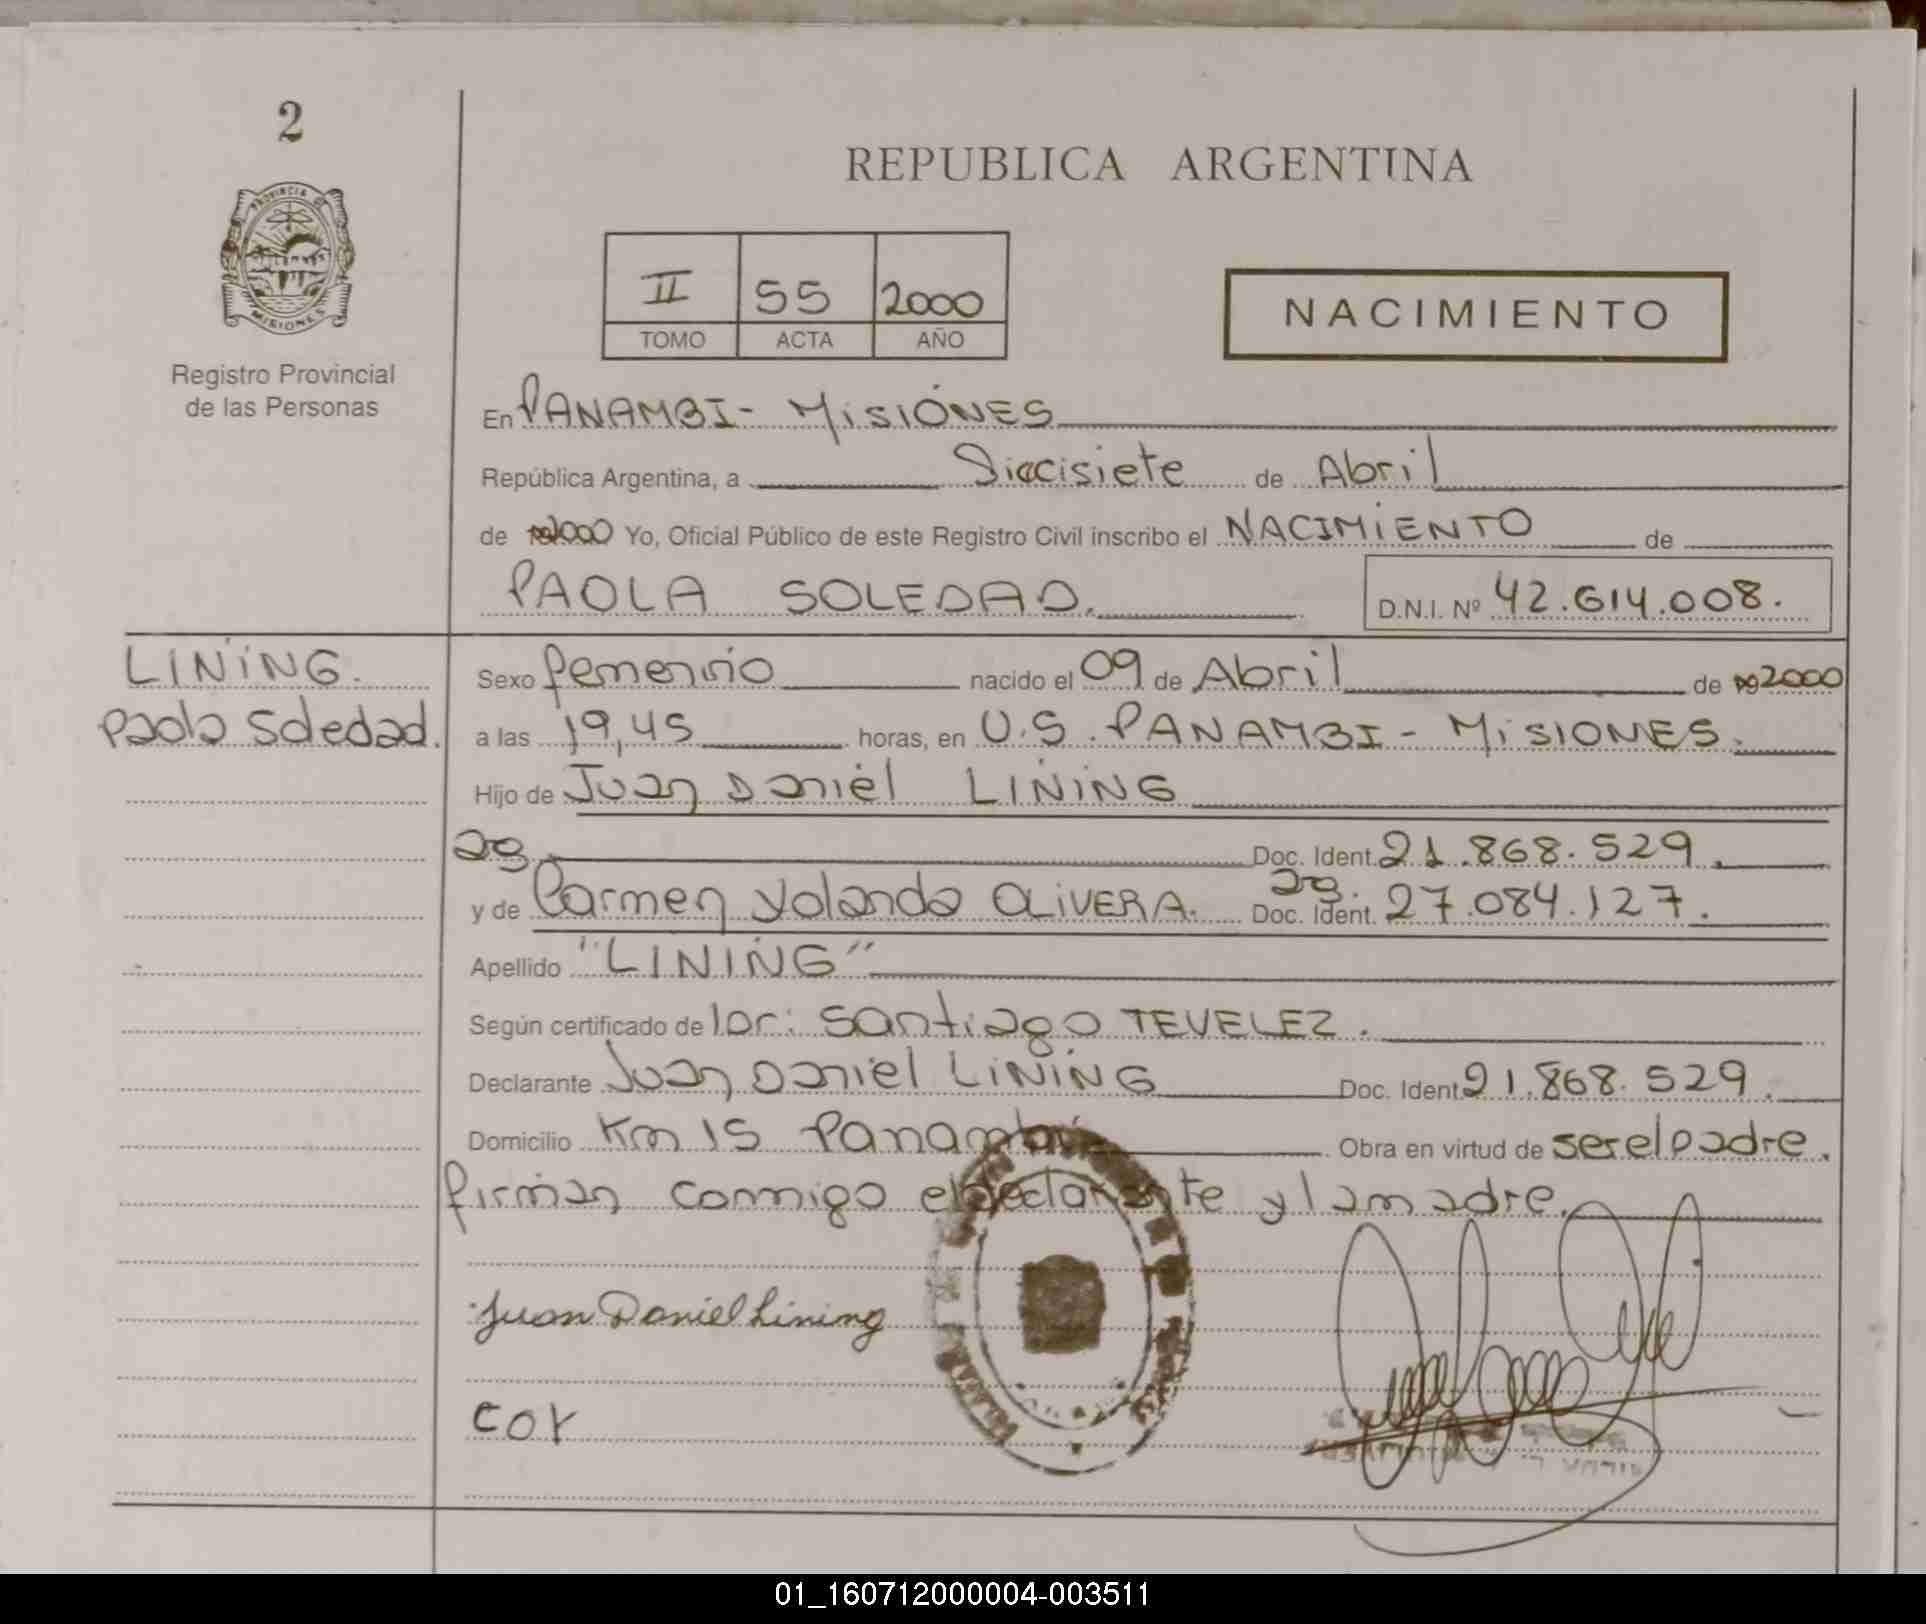 2
PROVINCIA DE
MISIONES
Registro Provincial
de las Personas
REPUBLICA ARGENTINA
II 55 2000
TOMO ACTA AÑO
NACIMIENTO
En PANAMBI - MISIONES
República Argentina, a Diecisiete de Abril
de 2000 Yo, Oficial Público de este Registro Civil inscribo el NACIMIENTO de
PAOLA SOLEDAD.
D.N.I. Nº 42.614.008.
LINING.
Paola Soledad.
Sexo femenino nacido el 09 de Abril de 2000
a las 19,45 horas, en U.S. PANAMBI - MISIONES.
Hijo de Juan Daniel LINING
Doc. Ident. 21.868.529.
y de Carmen Yolanda OLIVERA. Doc. Ident. 27.084.127.
Apellido "LINING"
Según certificado de Santiago TEVELEZ.
Declarante Juan Daniel LINING Doc. Ident. 21.868.529.
Domicilio Km 15 Panambi Obra en virtud de ser el padre.
firman conmigo el declarante y la madre.
Juan Daniel Lining
COY
01_160712000004-003511